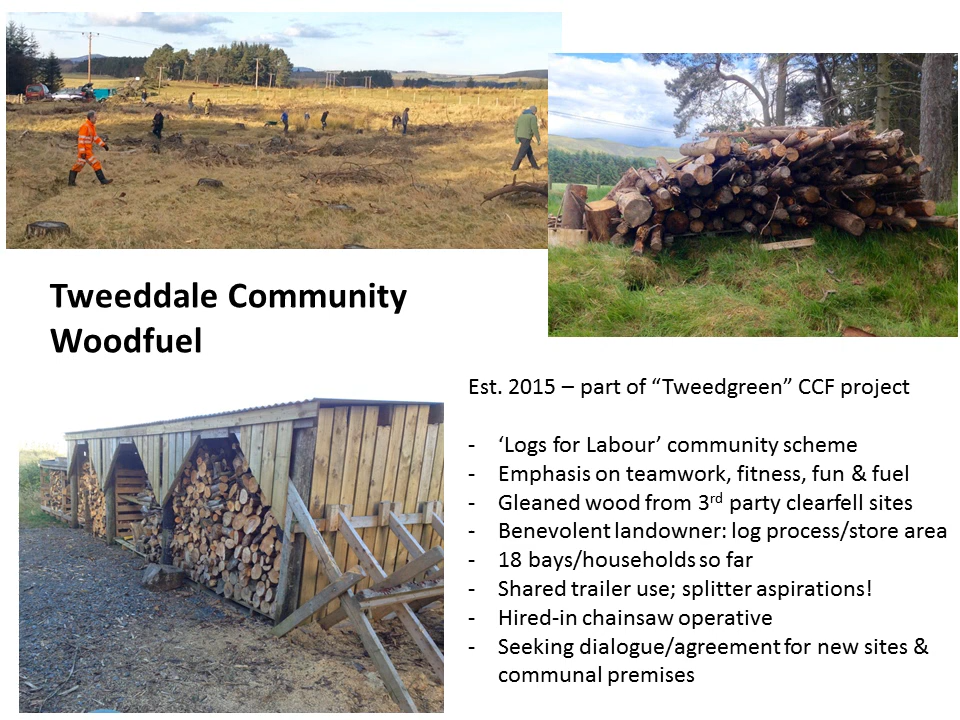 Tweeddale Community
Woodfuel
Est. 2015 – part of “Tweedgreen” CCF project
- ‘Logs for Labour’ community scheme
- Emphasis on teamwork, fitness, fun & fuel
- Gleaned wood from 3rd party clearfell sites
- Benevolent landowner: log process/store area
- 18 bays/households so far
- Shared trailer use; splitter aspirations!
- Hired-in chainsaw operative
- Seeking dialogue/agreement for new sites &
communal premises